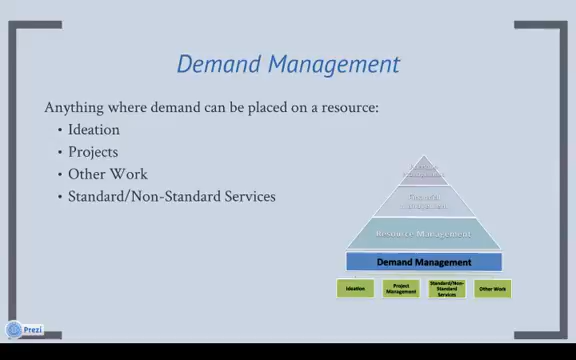 Demand Management
Anything where demand can be placed on a resource:
• Ideation
• Projects
• Other Work
• Standard/Non-Standard Services
Resource Management
Demand Management
Ideation
Project
Management
Standard/Non-
Standard
Services
Other Work
Prezi